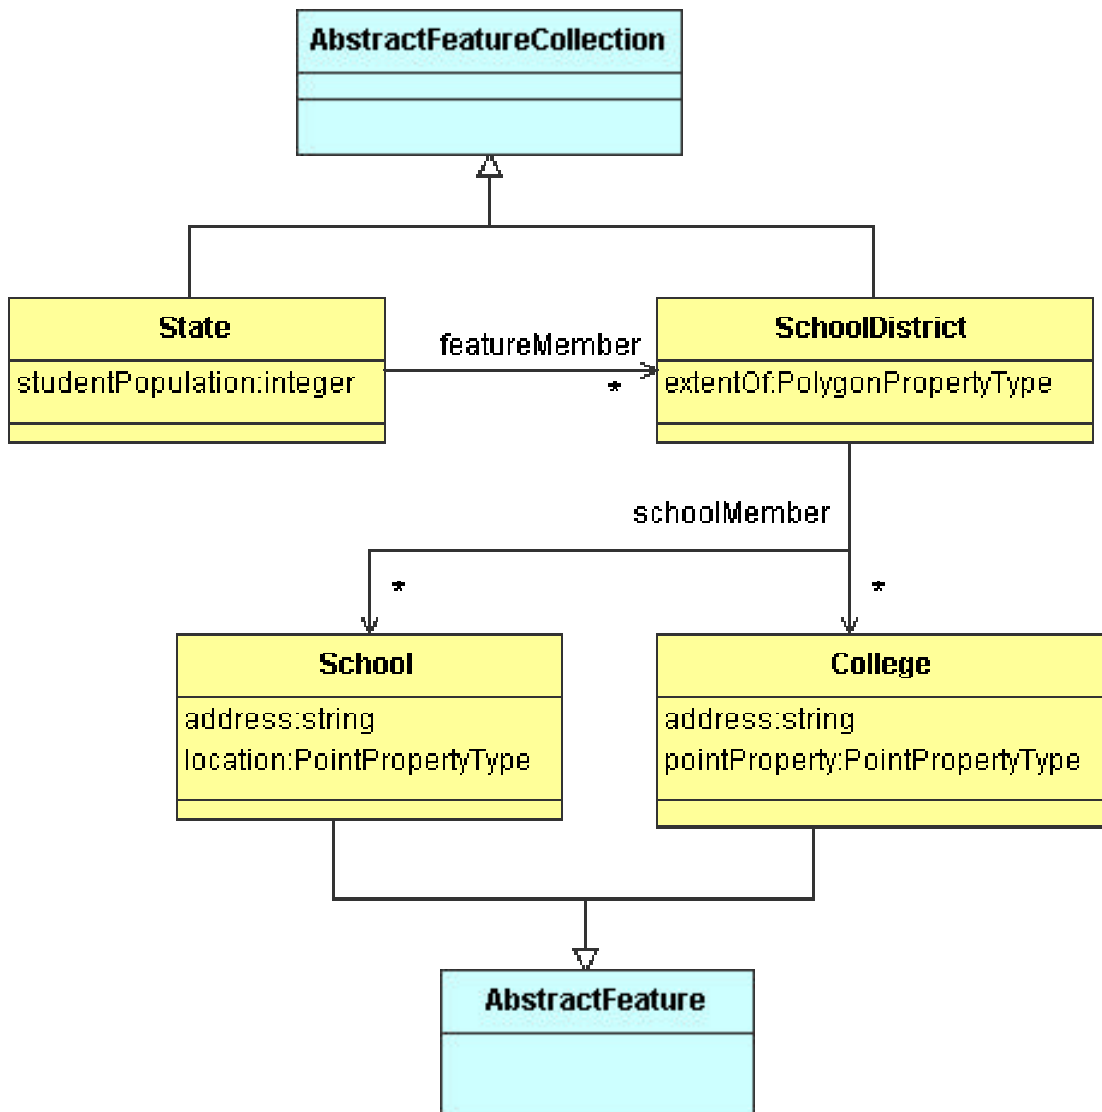 AbstractFeatureCollection
State
studentPopulation:integer
featureMember
*
SchoolDistrict
extentOf:PolygonPropertyType
schoolMember
*
*
School
address:string
location:PointPropertyType
College
address:string
pointProperty:PointPropertyType
AbstractFeature